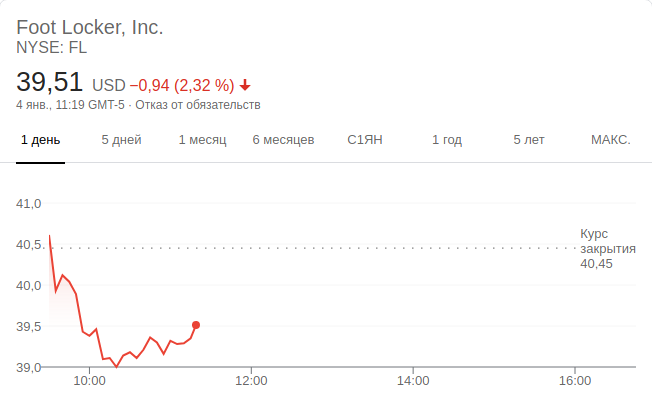 Foot Locker, Inc.
NYSE: FL
39,51 USD −0,94 (2,32 %)
4 янв., 11:19 GMT-5 · Отказ от обязательств
1 день 5 дней 1 месяц 6 месяцев С1ЯН 1 год 5 лет МАКС.
41,0
40,5
40,0
39,5
39,0
Курс
закрытия
40,45
10:00 12:00 14:00 16:00